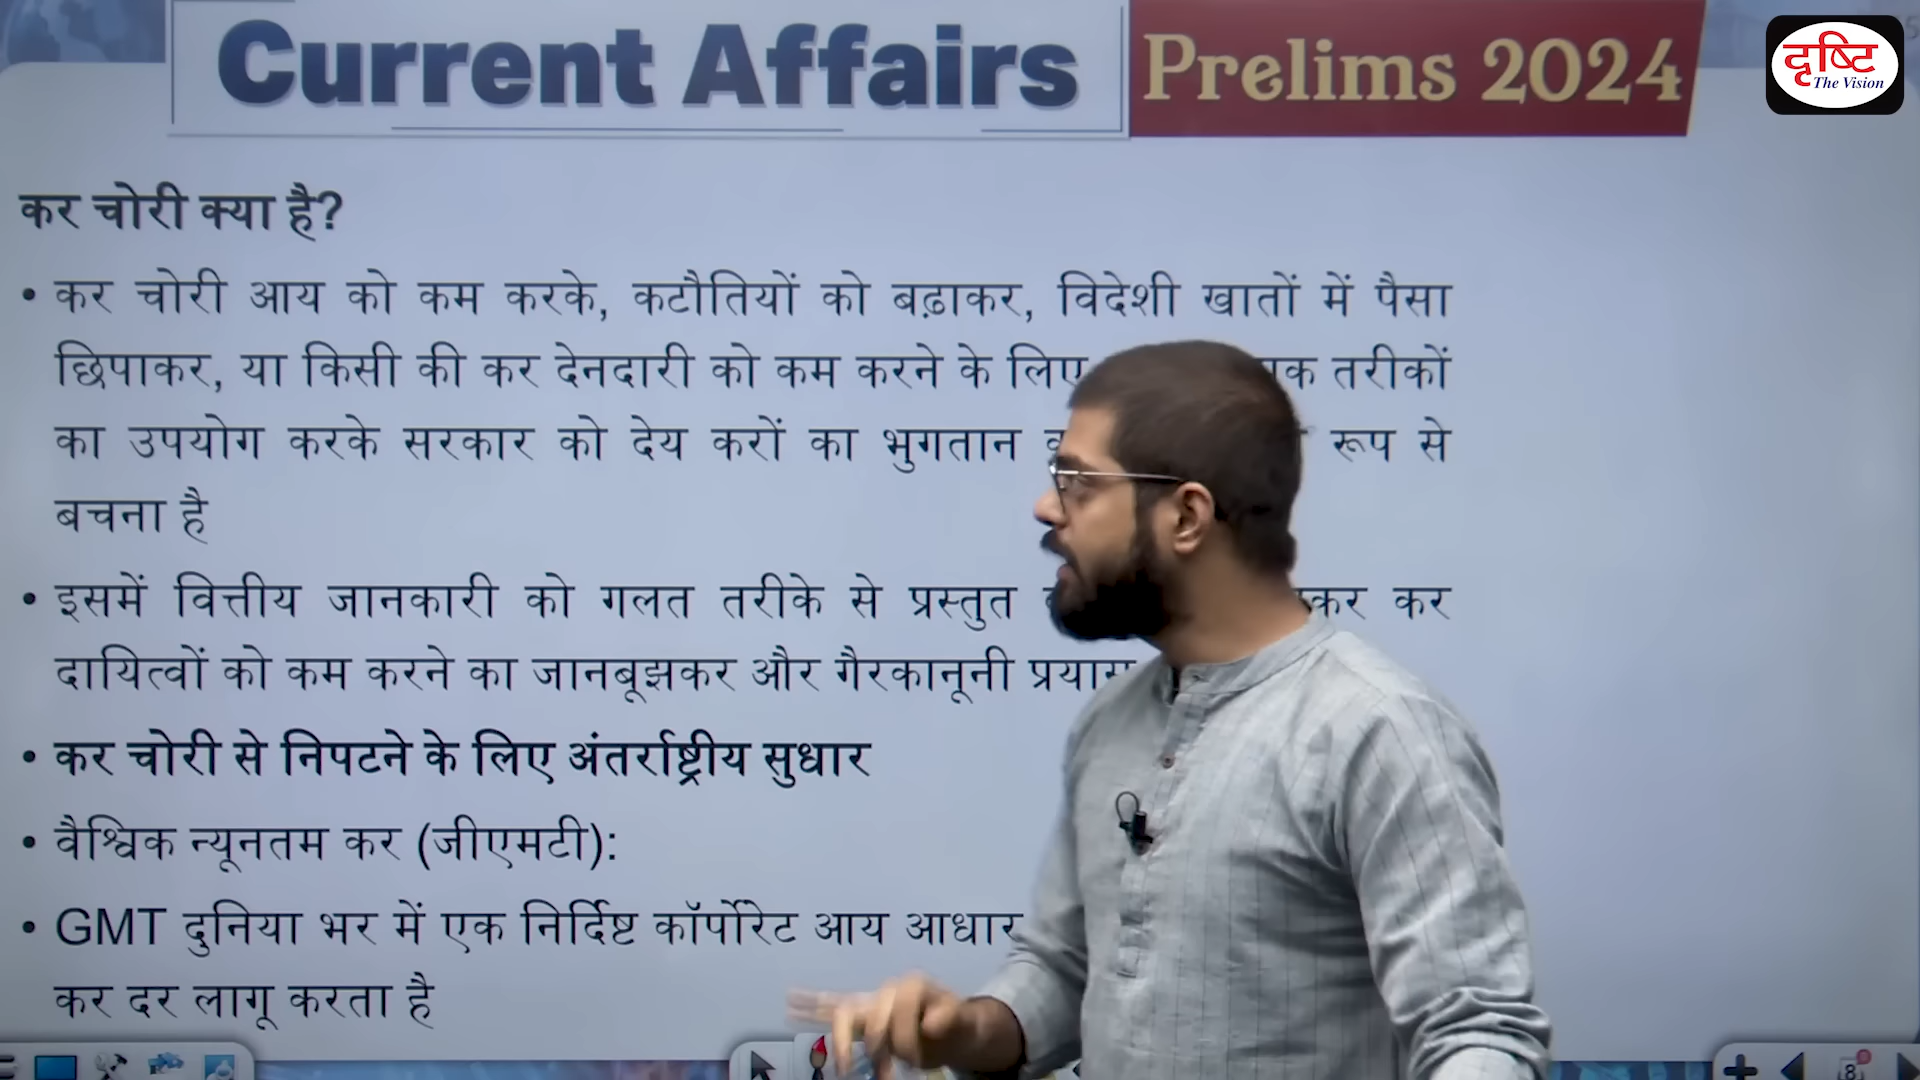 Current Affairs Prelims 2024
दृष्टि
The Vision
कर चोरी क्या है?
• कर चोरी आय को कम करके, कटौतियों को बढ़ाकर, विदेशी खातों में पैसा
छिपाकर, या किसी की कर देनदारी को कम करने के लिए तरीकों
का उपयोग करके सरकार को देय करों का भुगतान रूप से
बचना है
• इसमें वित्तीय जानकारी को गलत तरीके से प्रस्तुत कर
दायित्वों को कम करने का जानबूझकर और गैरकानूनी प्रयास
• कर चोरी से निपटने के लिए अंतर्राष्ट्रीय सुधार
• वैश्विक न्यूनतम कर (जीएमटी):
• GMT दुनिया भर में एक निर्दिष्ट कॉर्पोरेट आय आधार
कर दर लागू करता है
8